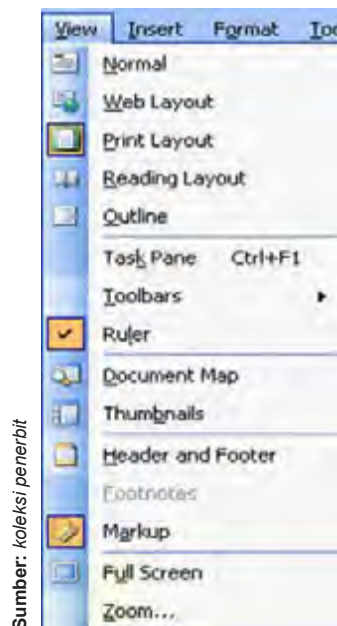 View Insert Format Too
Normal
Web Layout
Print Layout
Reading Layout
Outline
Task Pane Ctrl+F1
Toolbars
Ruler
Document Map
Thumbnails
Header and Footer
Footnotes
Markup
Full Screen
Zoom...
Sumber: koleksi penerbit